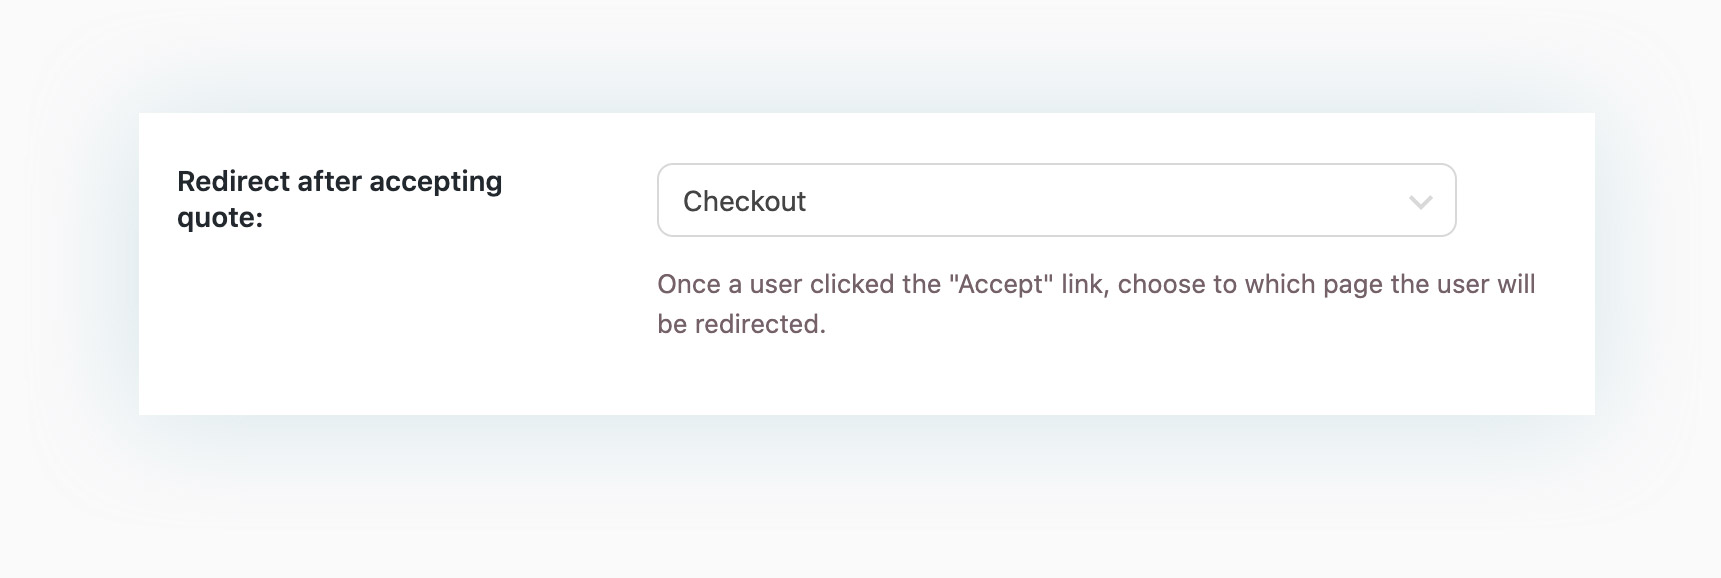 Redirect after accepting
quote:
Checkout
Once a user clicked the "Accept" link, choose to which page the user will
be redirected.